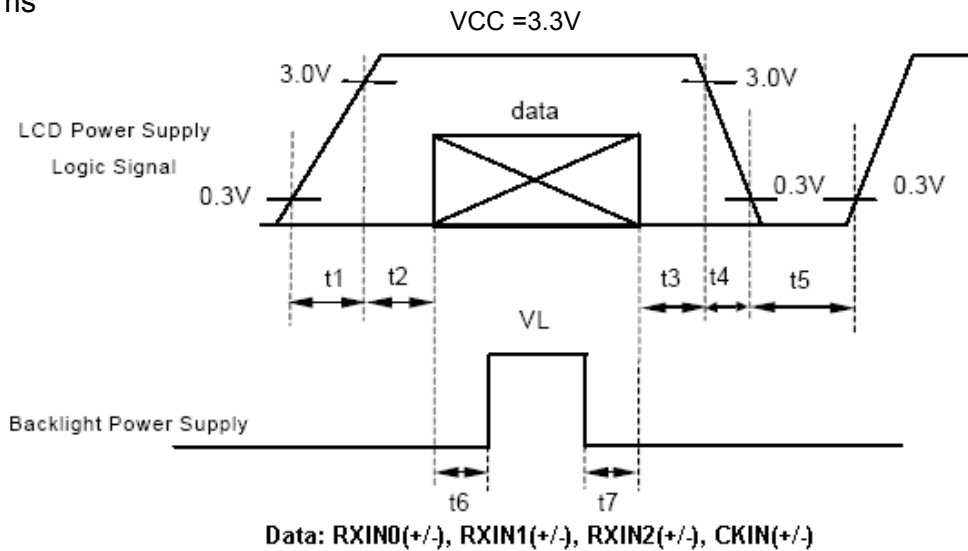 ns
VCC =3.3V
3.0V
3.0V
data
LCD Power Supply
Logic Signal
0.3V
0.3V
0.3V
t1
t2
t3
t4
t5
VL
Backlight Power Supply
t6
t7
Data: RXIN0(+/-), RXIN1(+/-), RXIN2(+/-), CKIN(+/-)